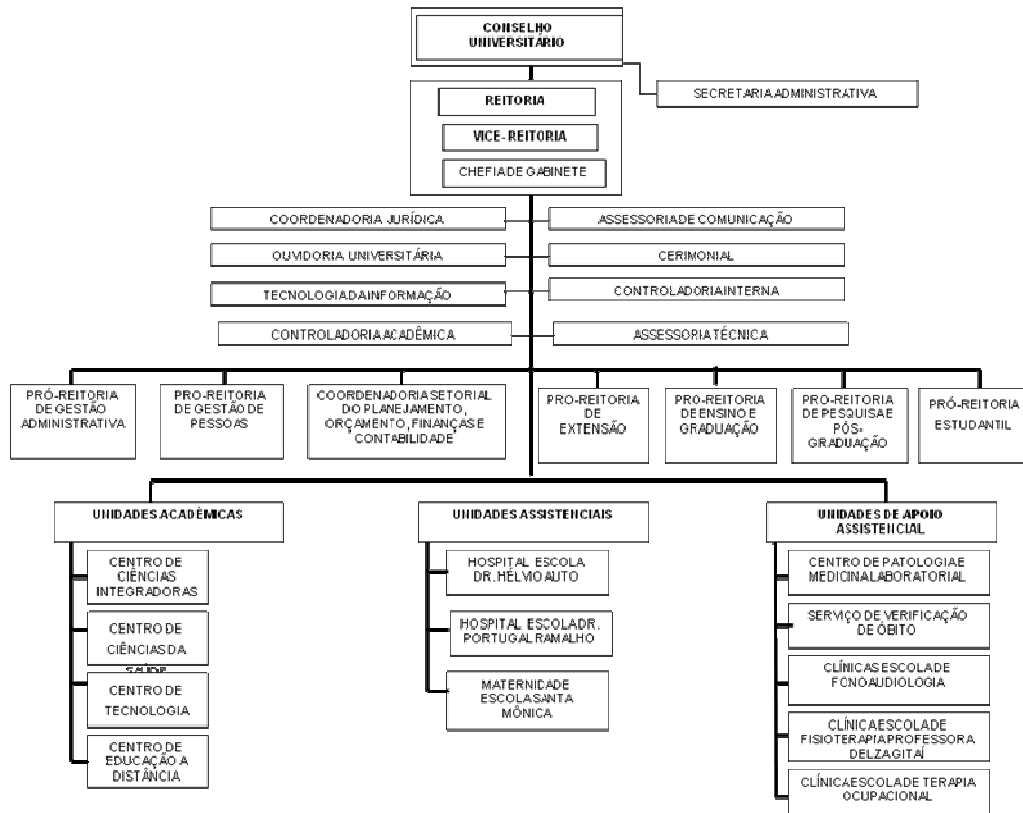 CONSELHO
UNIVERSITÁRIO
SECRETARIA ADMINISTRATIVA
REITORIA
VICE- REITORIA
CHEFIA DE GABINETE
COORDENADORIA JURÍDICA
ASSESSORIA DE COMUNICAÇÃO
OUVIDORIA UNIVERSITÁRIA
CERIMONIAL
TECNOLOGIA DA INFORMAÇÃO
CONTROLADORIA INTERNA
CONTROLADORIA ACADÊMICA
ASSESSORIA TÉCNICA
PRÓ-REITORIA
DE GESTÃO
ADMINISTRATIVA
PRÓ-REITORIA
DE GESTÃO DE
PESSOAS
COORDENADORIA SETORIAL
DO PLANEJAMENTO,
ORÇAMENTO, FINANÇAS E
CONTABILIDADE
PRO-REITORIA
DE
EXTENSÃO
PRO-REITORIA
DE ENSINO E
GRADUAÇÃO
PRO-REITORIA
DE PESQUISA E
PÓS-
GRADUAÇÃO
PRÓ-REITORIA
ESTUDANTIL
UNIDADES ACADÊMICAS
CENTRO DE
CIÊNCIAS
INTEGRADORAS
CENTRO DE
CIÊNCIAS DA
SAÚDE
CENTRO DE
TECNOLOGIA
CENTRO DE
EDUCAÇÃO A
DISTÂNCIA
UNIDADES ASSISTENCIAIS
HOSPITAL ESCOLA
DR. HÉLVIO AUTO
HOSPITAL ESCOLA DR.
PORTUGAL RAMALHO
MATERNIDADE
ESCOLA SANTA
MÔNICA
UNIDADES DE APOIO
ASSISTENCIAL
CENTRO DE PATOLOGIA E
MEDICINA LABORATORIAL
SERVIÇO DE VERIFICAÇÃO
DE ÓBITO
CLÍNICAS ESCOLA DE
FONOAUDIOLOGIA
CLÍNICA ESCOLA DE
FISIOTERAPIA PROFESSORA
DELZA GITAÍ
CLÍNICA ESCOLA DE TERAPIA
OCUPACIONAL